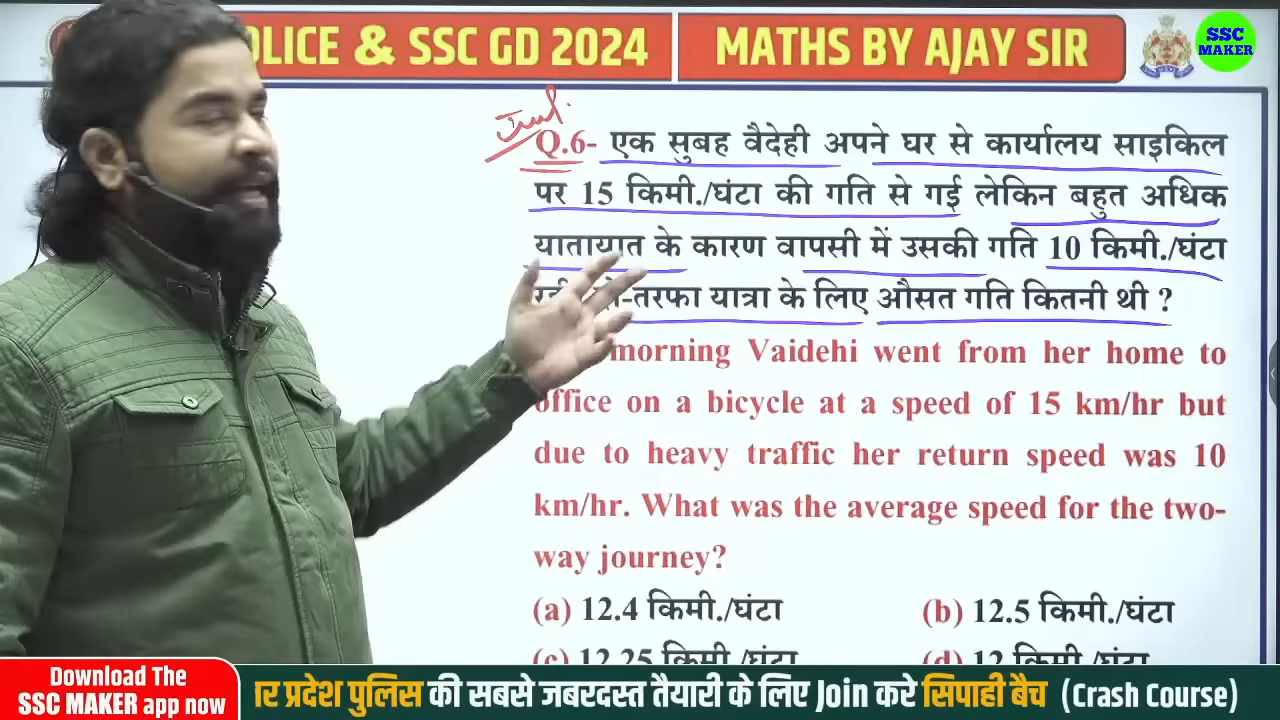 OLICE & SSC GD 2024
MATHS BY AJAY SIR
SSC
MAKER
Q.6- एक सुबह वैदेही अपने घर से कार्यालय साइकिल
पर 15 किमी./घंटा की गति से गई लेकिन बहुत अधिक
यातायात के कारण वापसी में उसकी गति 10 किमी./घंटा
-तरफा यात्रा के लिए औसत गति कितनी थी ?
morning Vaidehi went from her home to
office on a bicycle at a speed of 15 km/hr but
due to heavy traffic her return speed was 10
km/hr. What was the average speed for the two-
way journey?
(a) 12.4 किमी./घंटा (b) 12.5 किमी./घंटा
(c) 12.25 किमी./घंटा (d) 12 किमी./घंटा
Download The
SSC MAKER app now
ार प्रदेश पुलिस की सबसे जबरदस्त तैयारी के लिए Join करे सिपाही बैच (Crash Course)